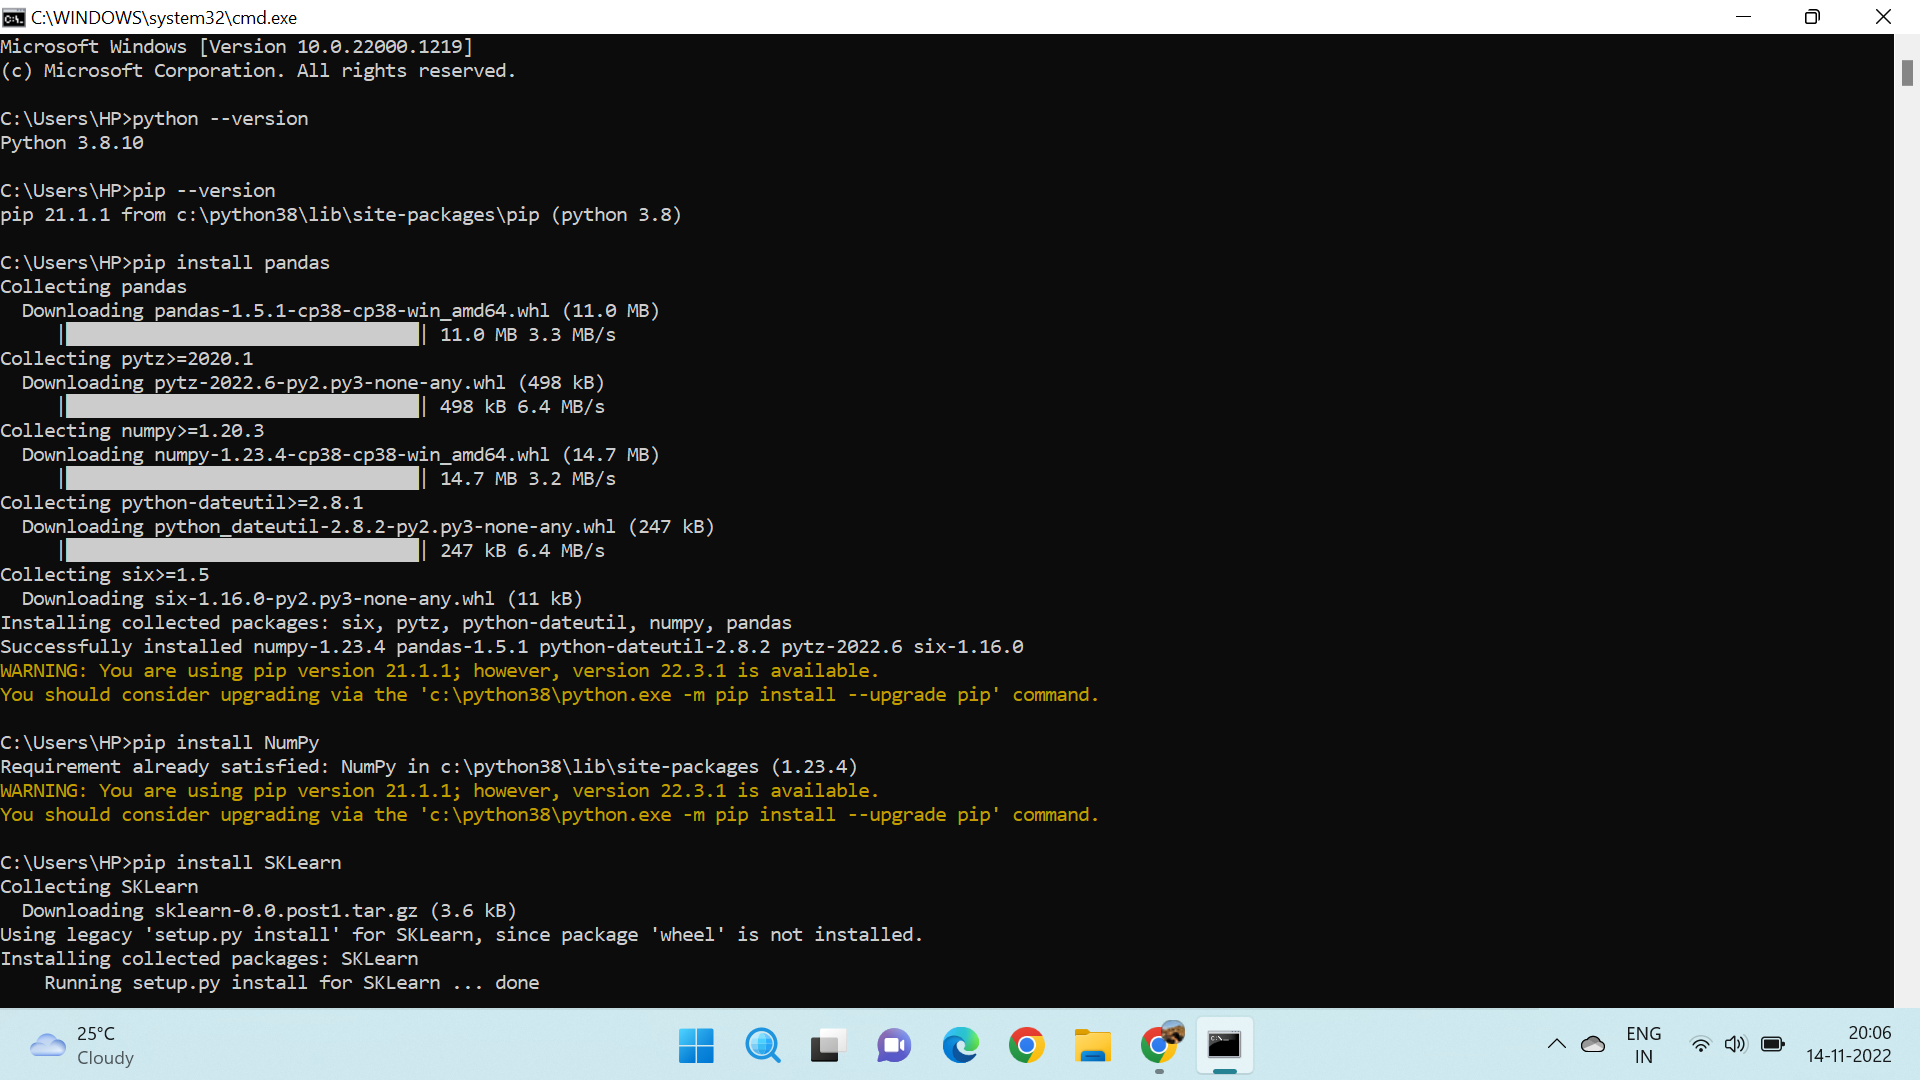 C:\WINDOWS\system32\cmd.exe
Microsoft Windows [Version 10.0.22000.1219]
(c) Microsoft Corporation. All rights reserved.
C:\Users\HP>python --version
Python 3.8.10
C:\Users\HP>pip --version
pip 21.1.1 from c:\python38\lib\site-packages\pip (python 3.8)
C:\Users\HP>pip install pandas
Collecting pandas
  Downloading pandas-1.5.1-cp38-cp38-win_amd64.whl (11.0 MB)
     |                                | 11.0 MB 3.3 MB/s
Collecting pytz>=2020.1
  Downloading pytz-2022.6-py2.py3-none-any.whl (498 kB)
     |                                | 498 kB 6.4 MB/s
Collecting numpy>=1.20.3
  Downloading numpy-1.23.4-cp38-cp38-win_amd64.whl (14.7 MB)
     |                                | 14.7 MB 3.2 MB/s
Collecting python-dateutil>=2.8.1
  Downloading python_dateutil-2.8.2-py2.py3-none-any.whl (247 kB)
     |                                | 247 kB 6.4 MB/s
Collecting six>=1.5
  Downloading six-1.16.0-py2.py3-none-any.whl (11 kB)
Installing collected packages: six, pytz, python-dateutil, numpy, pandas
Successfully installed numpy-1.23.4 pandas-1.5.1 python-dateutil-2.8.2 pytz-2022.6 six-1.16.0
WARNING: You are using pip version 21.1.1; however, version 22.3.1 is available.
You should consider upgrading via the 'c:\python38\python.exe -m pip install --upgrade pip' command.
C:\Users\HP>pip install NumPy
Requirement already satisfied: NumPy in c:\python38\lib\site-packages (1.23.4)
WARNING: You are using pip version 21.1.1; however, version 22.3.1 is available.
You should consider upgrading via the 'c:\python38\python.exe -m pip install --upgrade pip' command.
C:\Users\HP>pip install SKLearn
Collecting SKLearn
  Downloading sklearn-0.0.post1.tar.gz (3.6 kB)
Using legacy 'setup.py install' for SKLearn, since package 'wheel' is not installed.
Installing collected packages: SKLearn
    Running setup.py install for SKLearn ... done
25°C
Cloudy
ENG
IN
20:06
14-11-2022